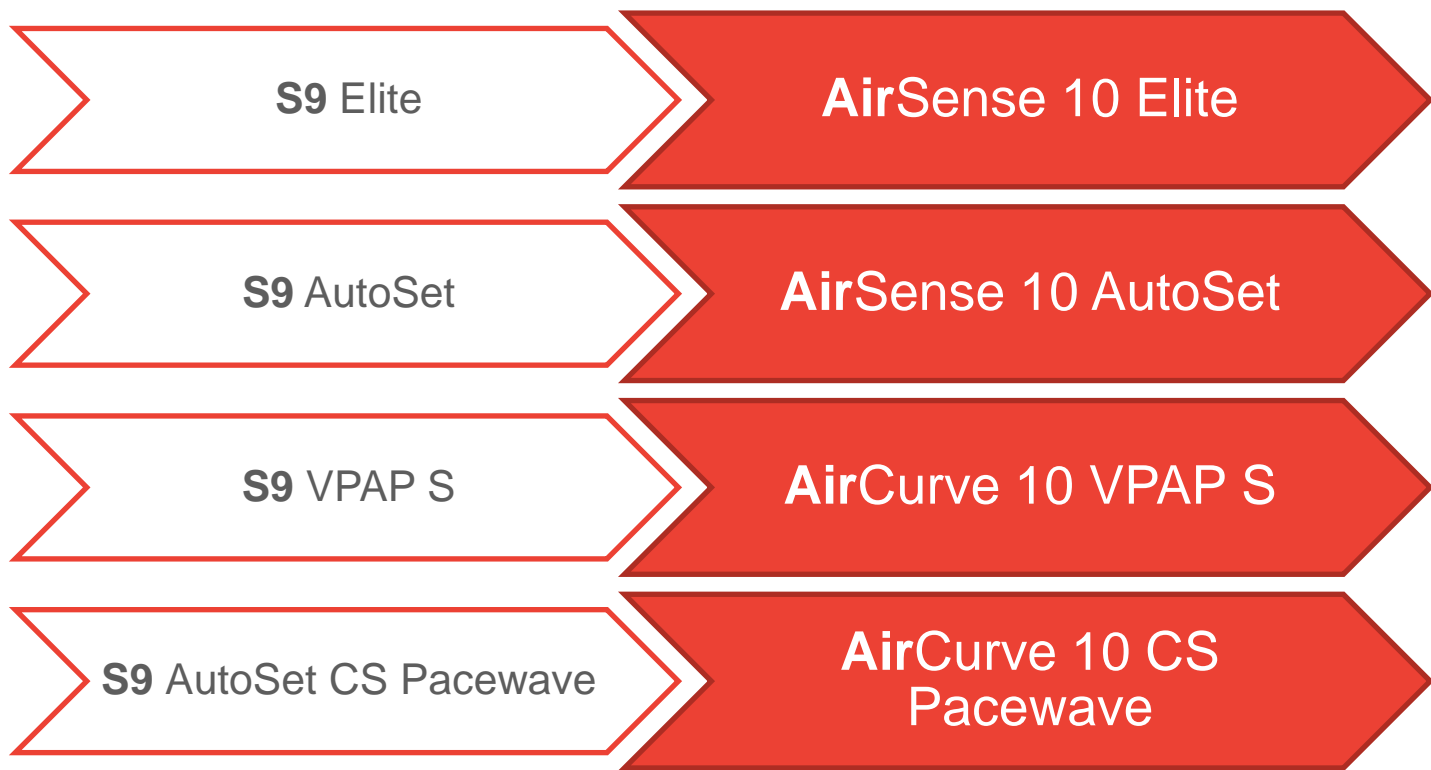 S9 Elite
AirSense 10 Elite
S9 AutoSet
AirSense 10 AutoSet
S9 VPAP S
AirCurve 10 VPAP S
S9 AutoSet CS Pacewave
AirCurve 10 CS
Pacewave